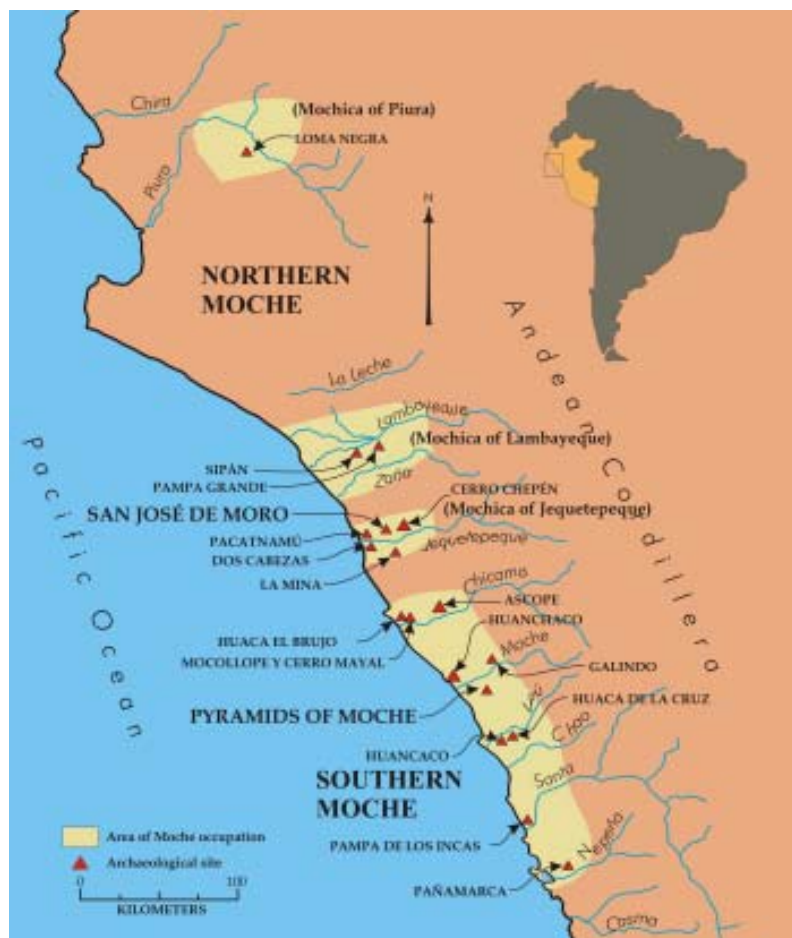 Chira
(Mochica of Piura)
LOMA NEGRA
Piura
N
NORTHERN
MOCHE
Andean Cordillero
La Leche
Lambayeque
(Mochica of Lambayeque)
SIPÁN
PAMPA GRANDE
Zaña
CERRO CHEPÉN
SAN JOSÉ DE MORO
(Mochica of Jequetepeque)
PACATNAMÚ
Jequetepeque
DOS CABEZAS
LA MINA
Chicama
Pacific Ocean
ASCOPE
HUANCHACO
HUACA EL BRUJO
Moche
MOCOLLOPE Y CERRO MAYAL
GALINDO
Virú
HUACA DE LA CRUZ
PYRAMIDS OF MOCHE
Chao
HUANCACO
SOUTHERN
MOCHE
Santa
Area of Moche occupation
Nepeña
PAMPA DE LOS INCAS
Archaeological site
0 100
PAÑAMARCA
KILOMETERS
Casma